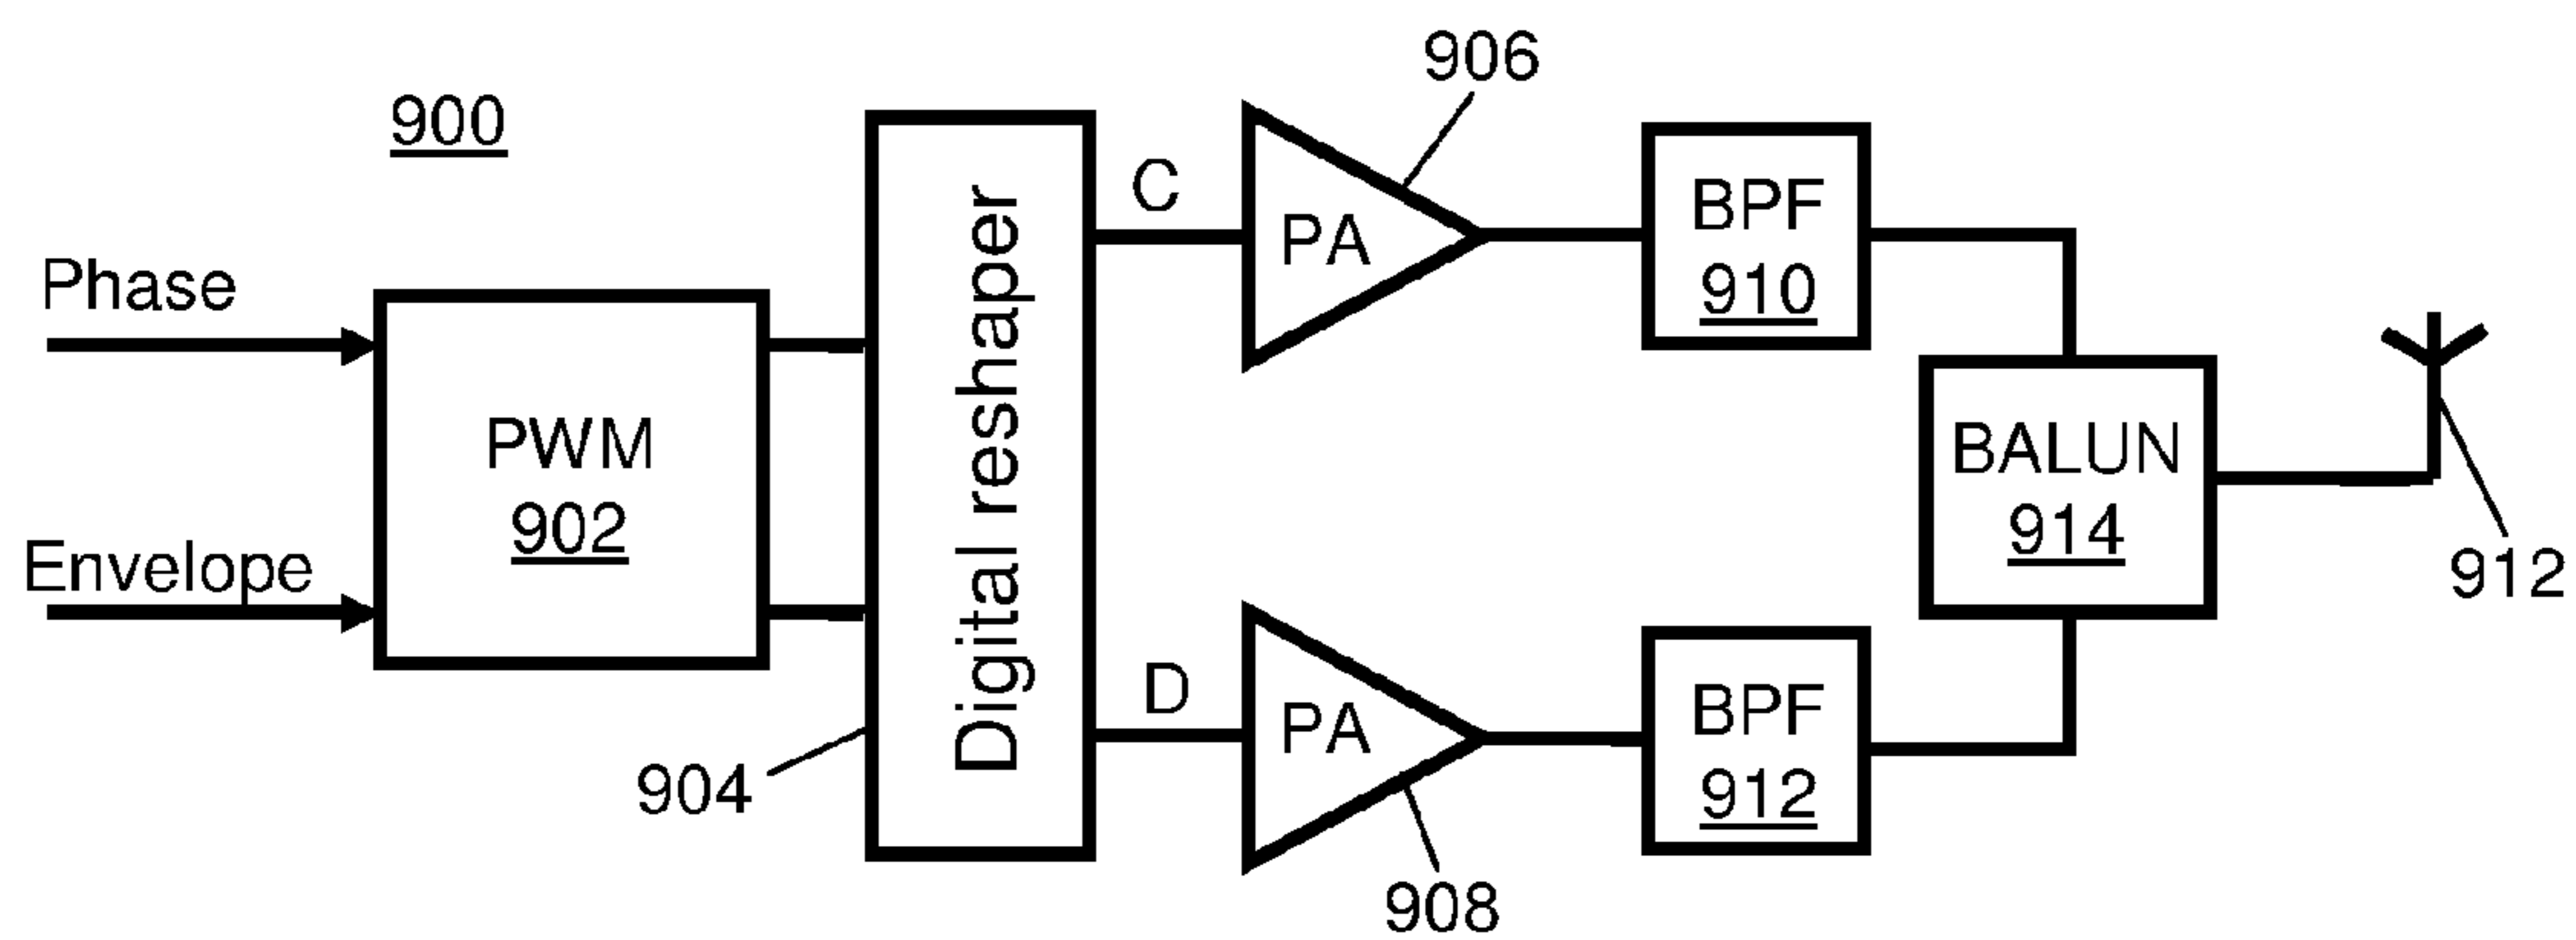 900
Phase
Envelope
PWM
902
Digital reshaper
904
C
D
PA
906
PA
908
BPF
910
BPF
912
BALUN
914
912